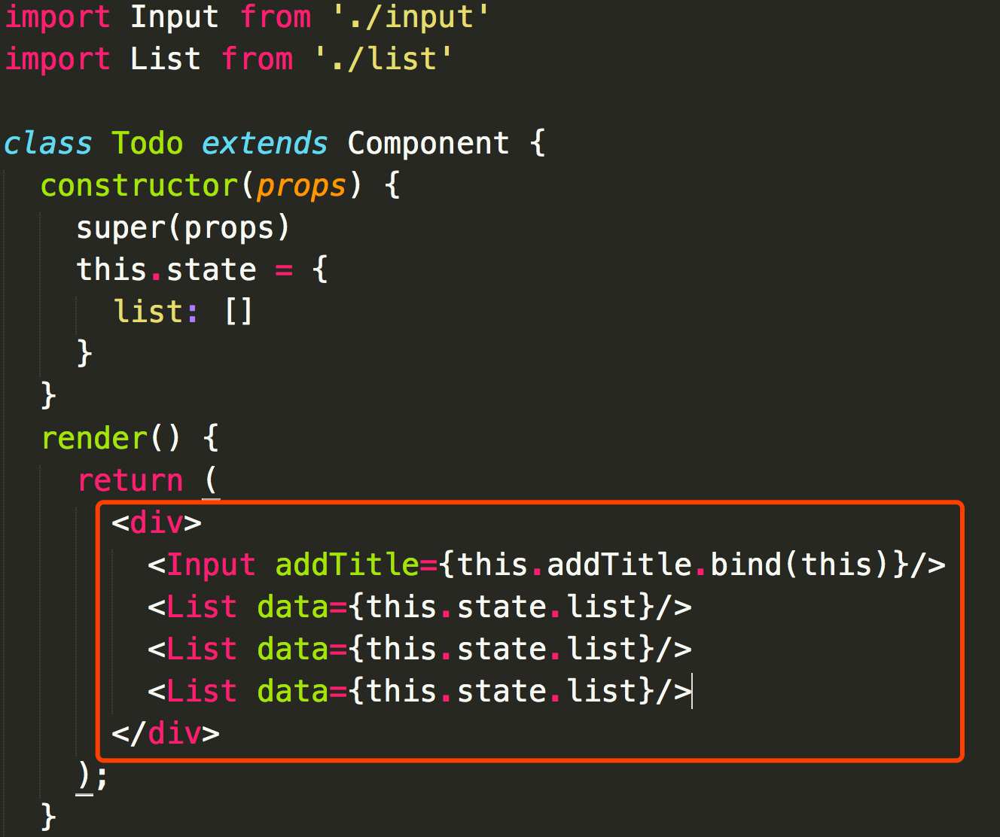 import Input from './input'
import List from './list'
class Todo extends Component {
constructor(props) {
super(props)
this.state = {
list: []
}
}
render() {
return (
<div>
<Input addTitle={this.addTitle.bind(this)}/>
<List data={this.state.list}/>
<List data={this.state.list}/>
<List data={this.state.list}/>
</div>
);
}